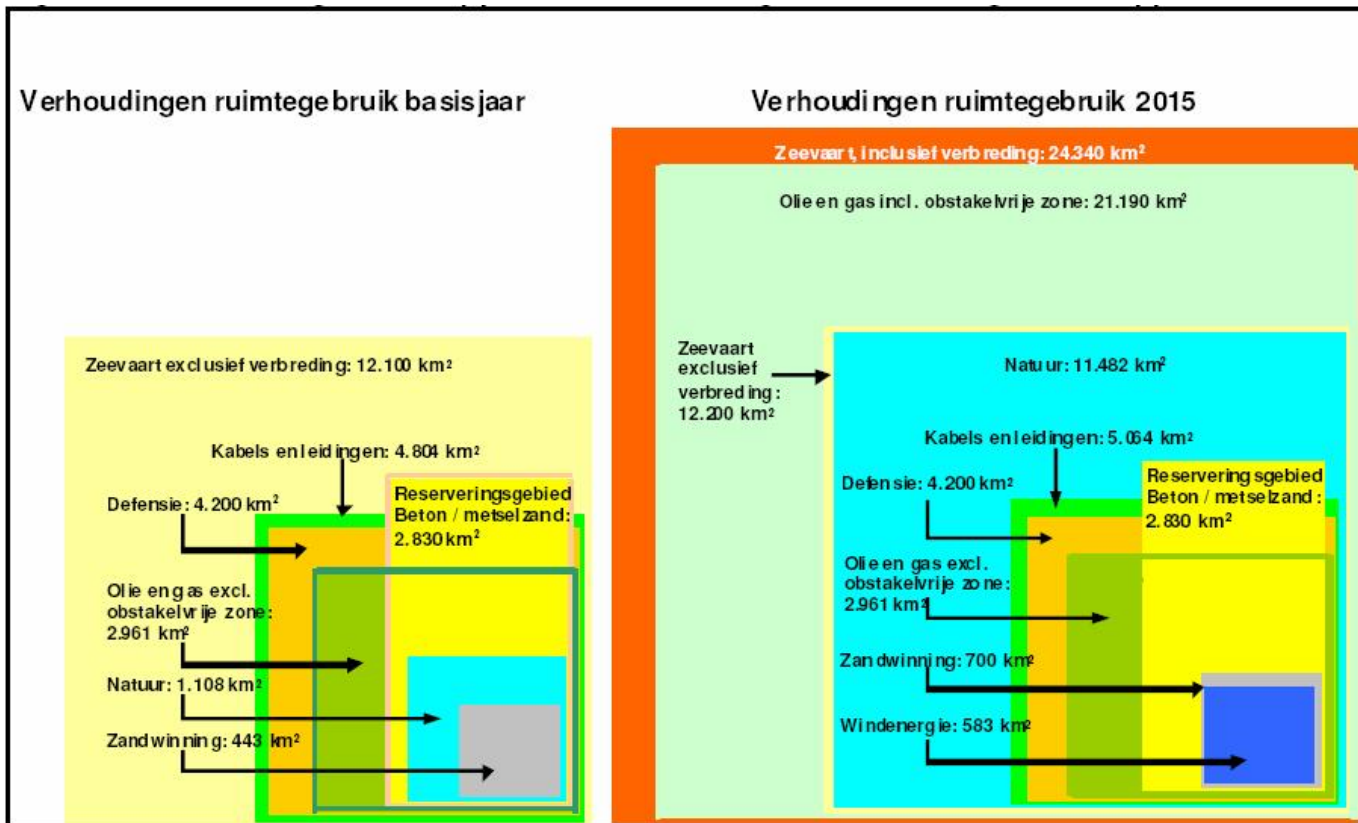 Verhoudingen ruimtegebruik basisjaar
Zeevaart exclusief verbreding: 12.100 km²
Kabels en leidingen: 4.804 km²
Defensie: 4.200 km²
Reserveringsgebied
Beton / metselzand:
2.830 km²
Olie en gas excl.
obstakelvrije zone:
2.961 km²
Natuur: 1.108 km²
Zandwinning: 443 km²
Verhoudingen ruimtegebruik 2015
Zeevaart, inclusief verbreding: 24.340 km²
Olie en gas incl. obstakelvrije zone: 21.190 km²
Zeevaart
exclusief
verbreding:
12.200 km²
Natuur: 11.482 km²
Kabels en leidingen: 5.064 km²
Defensie: 4.200 km²
Reserveringsgebied
Beton / metselzand:
2.830 km²
Olie en gas excl.
obstakelvrije zone:
2.961 km²
Zandwinning: 700 km²
Windenergie: 583 km²